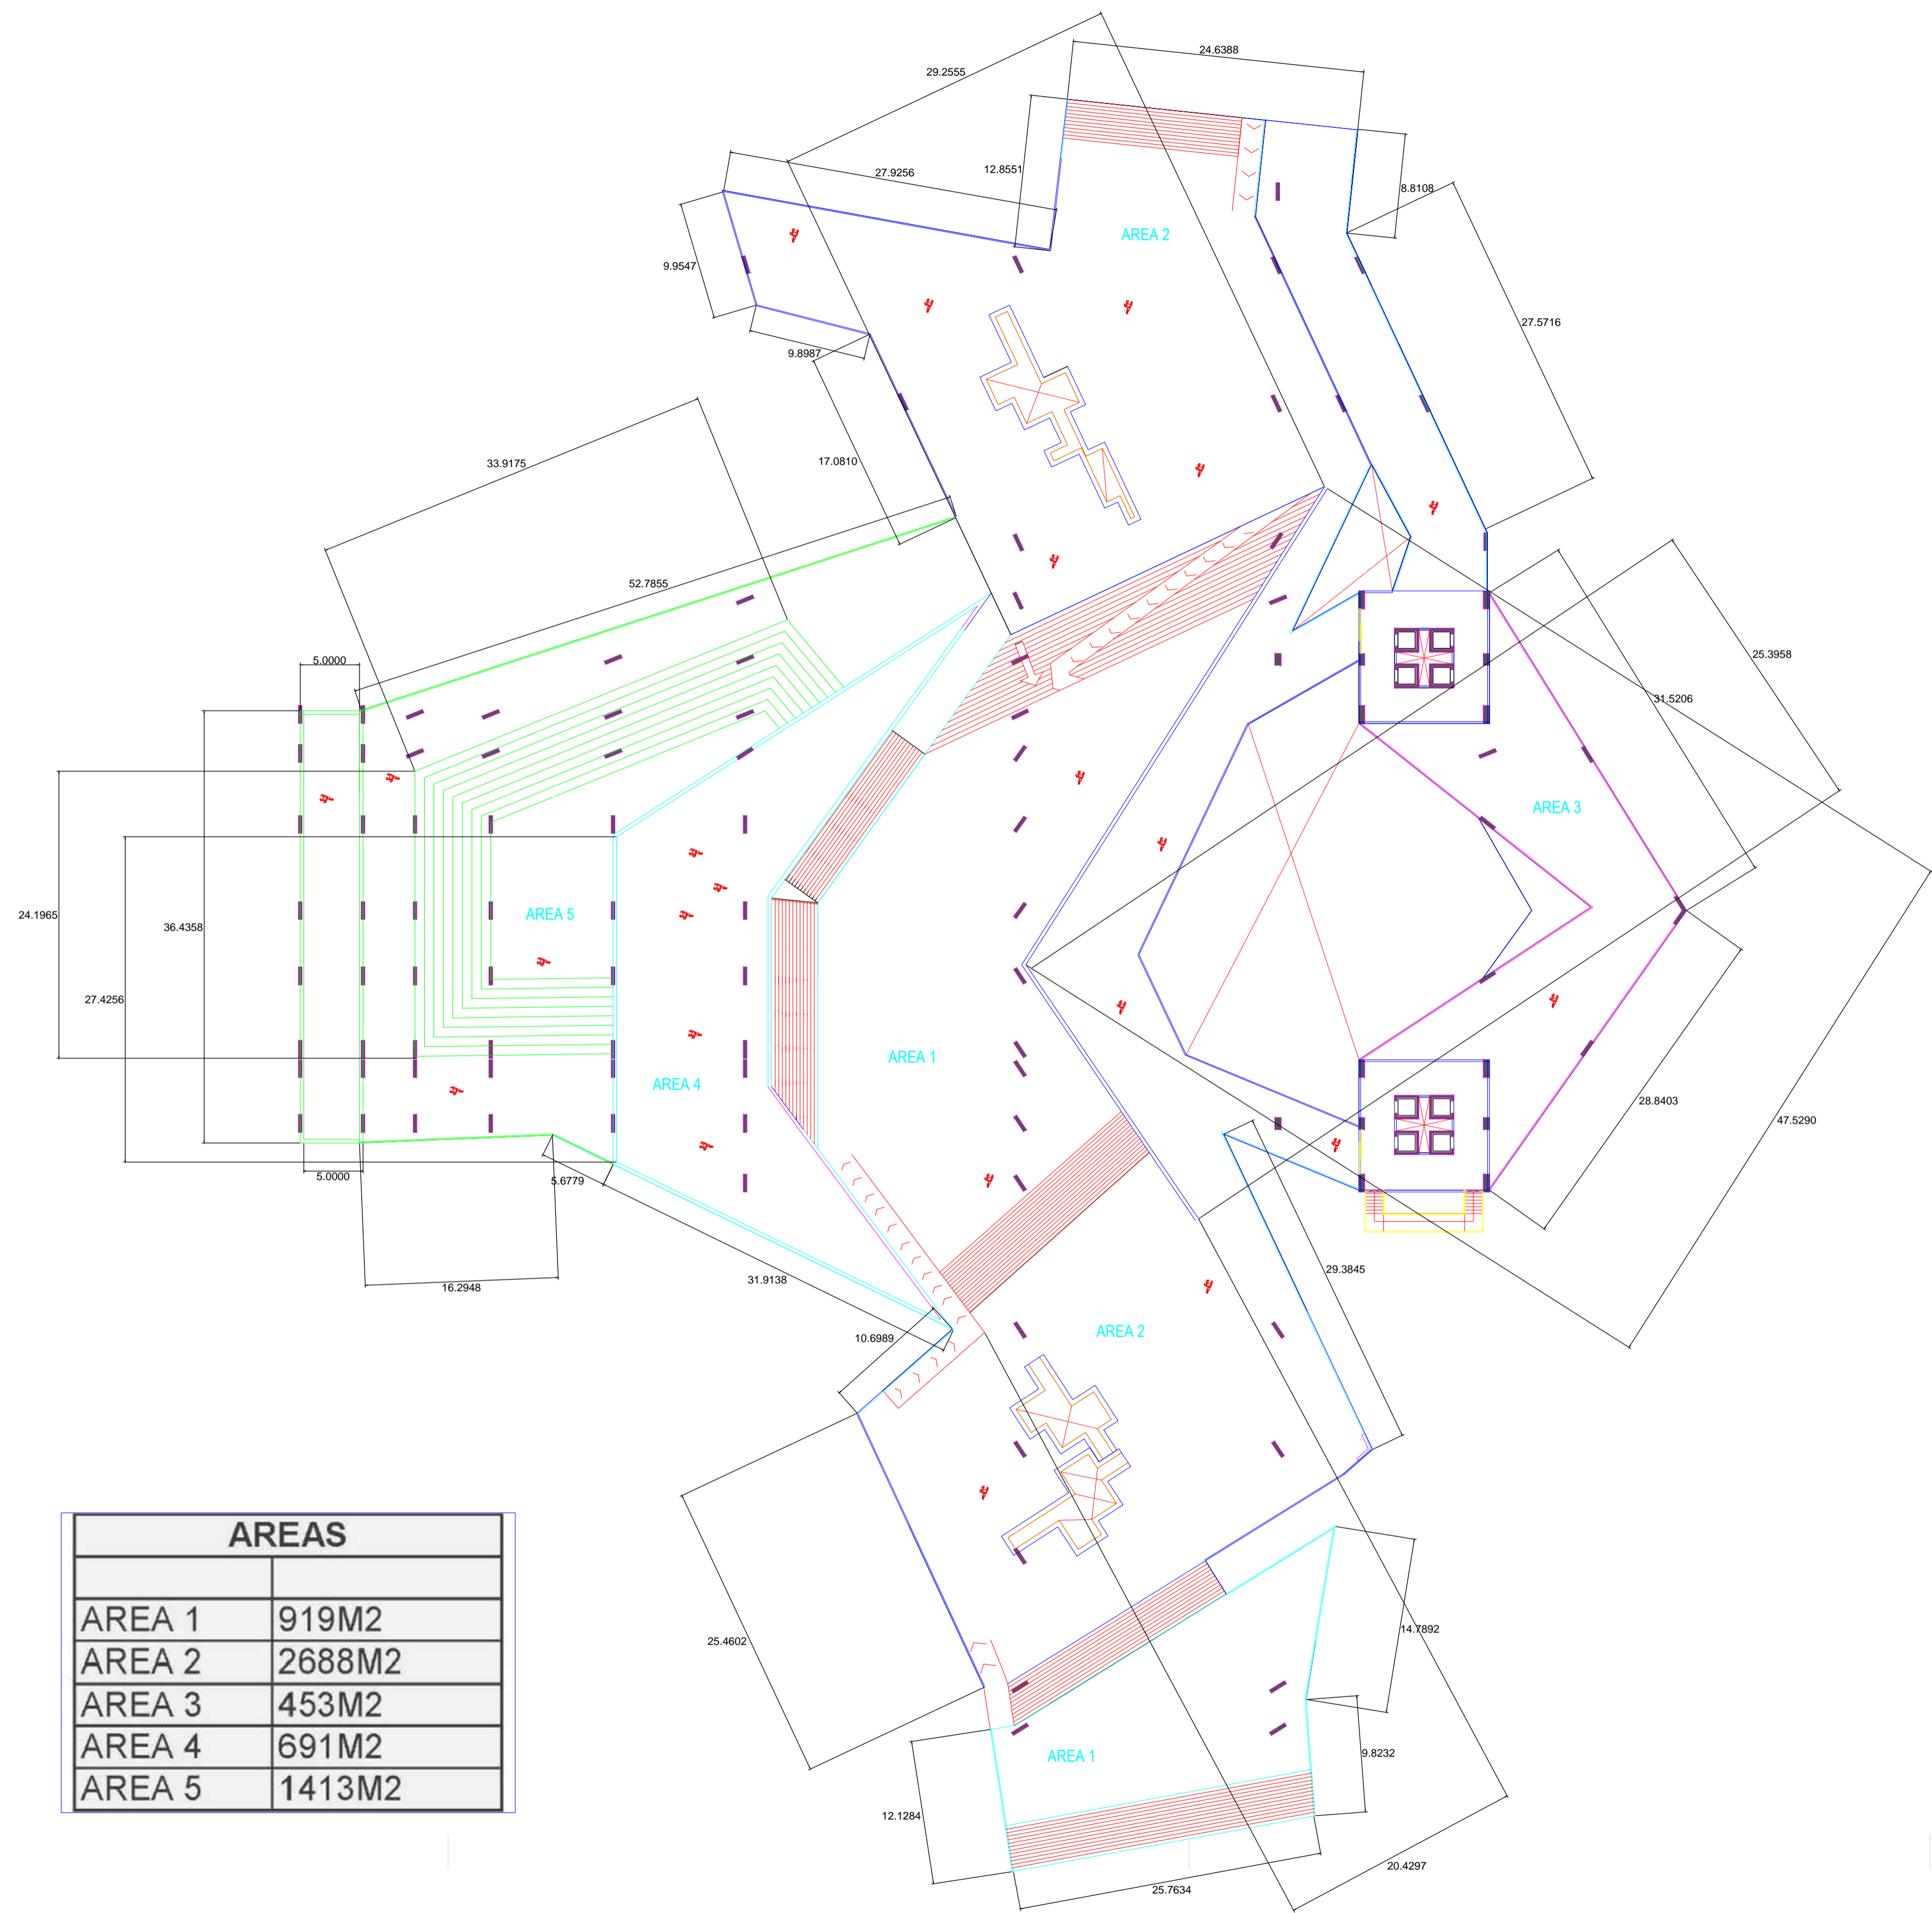 24.6388
29.2555
12.8551
27.9256
8.8108
AREA 2
9.9547
27.5716
9.8987
17.0810
33.9175
52.7855
5.0000
25.3958
31.5206
AREA 3
24.1965
36.4358
AREA 5
27.4256
AREA 1
AREA 4
28.8403
47.5290
5.0000
5.6779
16.2948
31.9138
29.3845
10.6989
AREA 2
25.4602
14.7892
AREA 1
9.8232
12.1284
20.4297
25.7634
AREAS
AREA 1 919M2
AREA 2 2688M2
AREA 3 453M2
AREA 4 691M2
AREA 5 1413M2